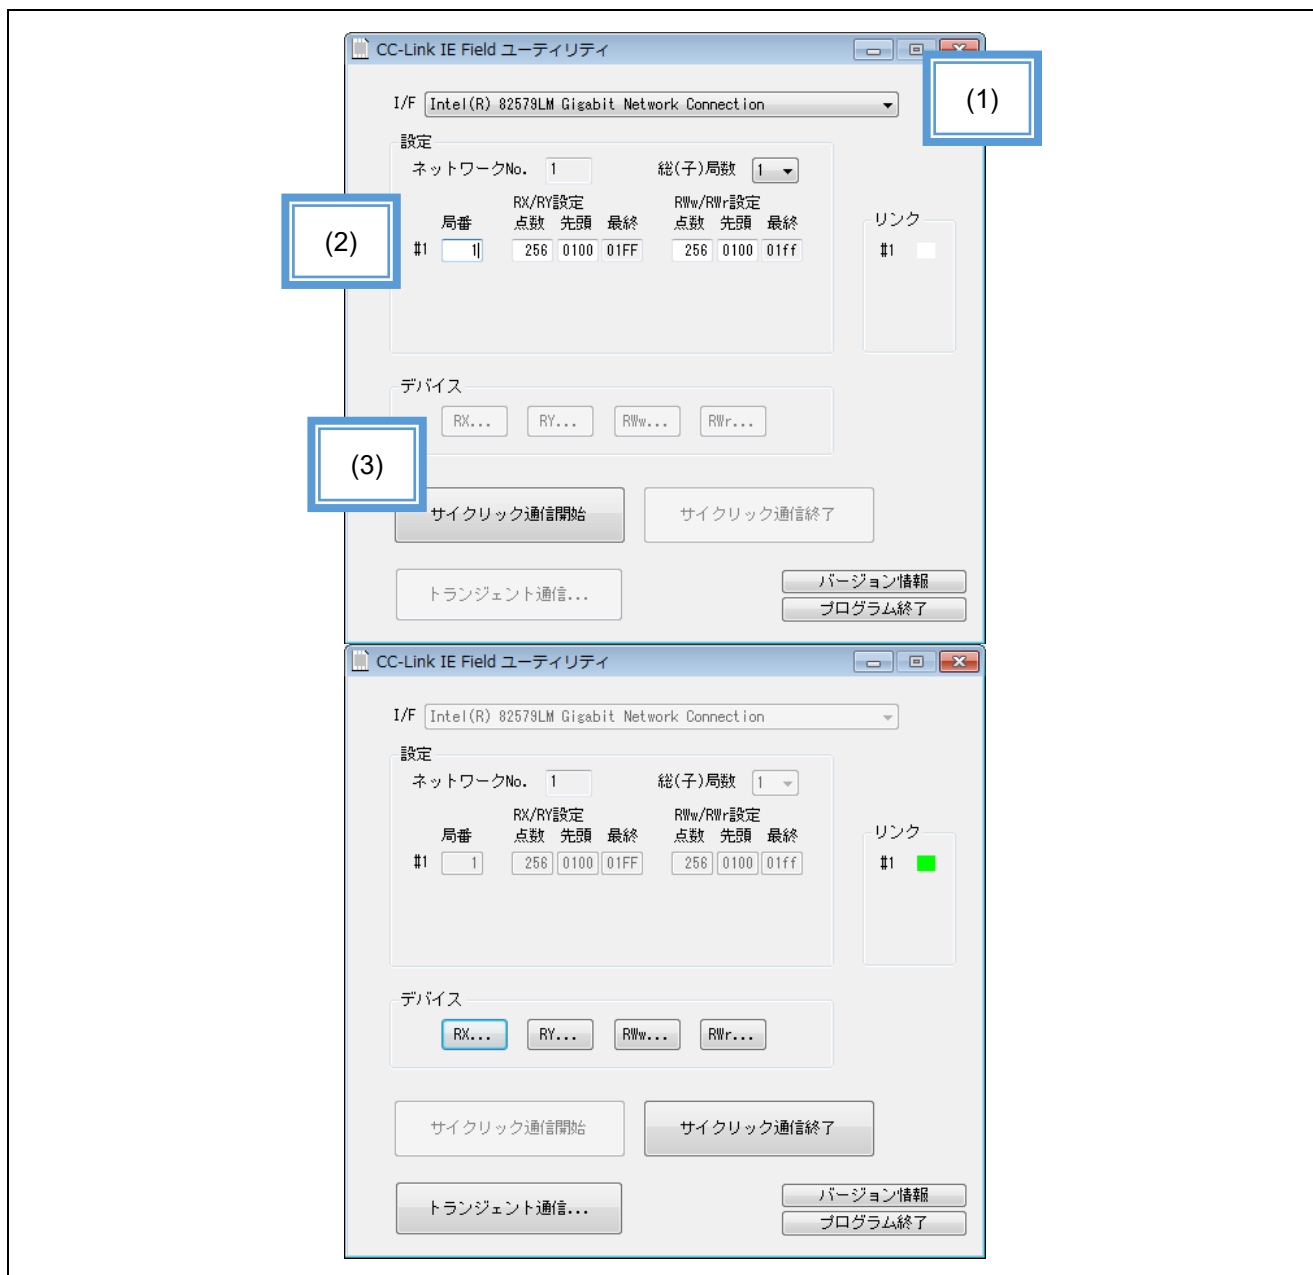 CC-Link IE Field ユーティリティ
(1)
I/F Intel(R) 82579LM Gigabit Network Connection
設定
ネットワークNo. 1 総(子)局数 1
RX/RY設定 RWw/RWr設定
(2) 局番 点数 先頭 最終 点数 先頭 最終 リンク
#1 1 256 0100 01FF 256 0100 01ff #1
デバイス
RX... RY... RWw... RWr...
(3)
サイクリック通信開始 サイクリック通信終了
トランジェント通信... バージョン情報
プログラム終了
CC-Link IE Field ユーティリティ
I/F Intel(R) 82579LM Gigabit Network Connection
設定
ネットワークNo. 1 総(子)局数 1
RX/RY設定 RWw/RWr設定
局番 点数 先頭 最終 点数 先頭 最終 リンク
#1 1 256 0100 01FF 256 0100 01ff #1
デバイス
RX... RY... RWw... RWr...
サイクリック通信開始 サイクリック通信終了
トランジェント通信... バージョン情報
プログラム終了